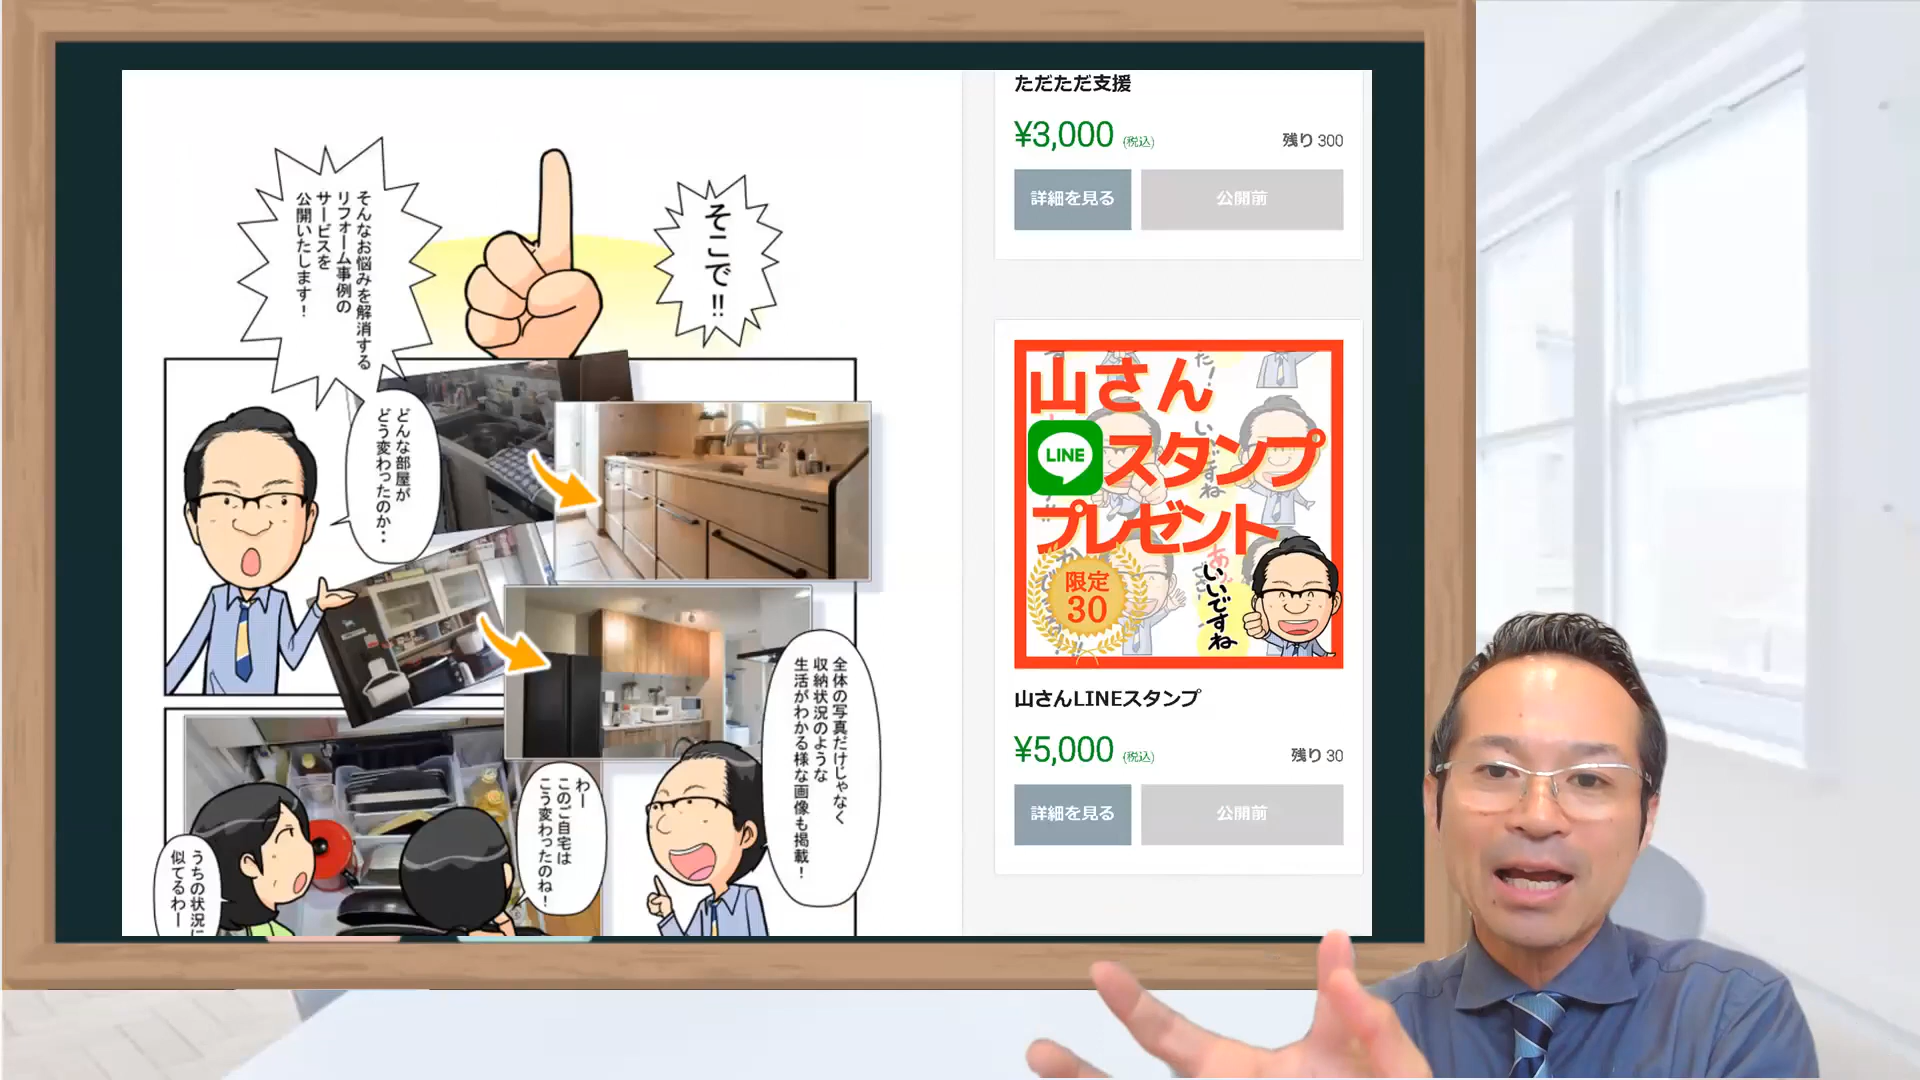 そこで!!
そんなお悩みを解消する
リフォーム事例の
サービスを
公開いたします！
どんな部屋が
どう変わったのか・・
全体の写真だけじゃなく
収納状況のような
生活がわかる様な画像も掲載！
わー
このご自宅は
こう変わったのね！
うちの状況に
似てるわー
ただただ支援
¥3,000 (税込)
残り 300
詳細を見る
公開前
山さん
LINE スタンプ
プレゼント
限定
30
いいですね
山さんLINEスタンプ
¥5,000 (税込)
残り 30
詳細を見る
公開前